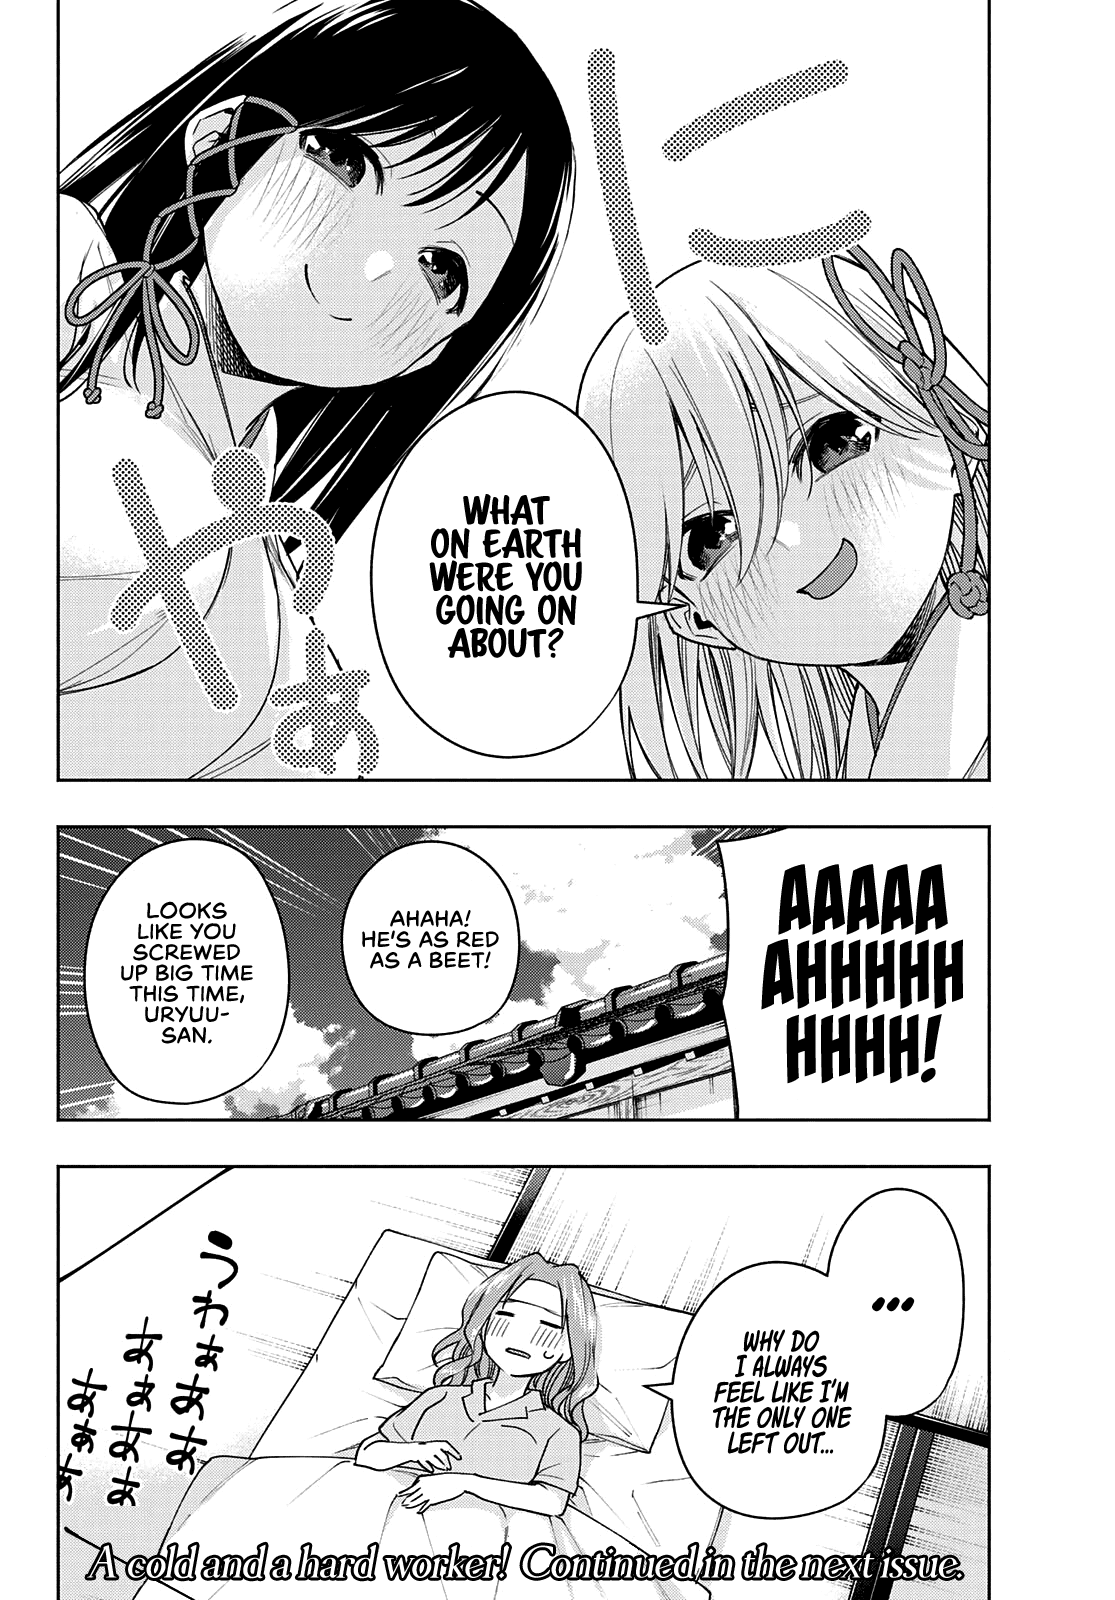 ニ
WHAT
ON EARTH
WERE YOU
GOING ON
ABOUT?
やぁ
AAAAA
AHHHHH
HHHH!
AHAHA!
HE'S AS RED
AS A BEET!
LOOKS
LIKE YOU
SCREWED
UP BIG TIME
THIS TIME,
URYUU-
SAN.
...
WHY DO
I ALWAYS
FEEL LIKE I'M
THE ONLY ONE
LEFT OUT...
A cold and a hard worker! Continued in the next issue.